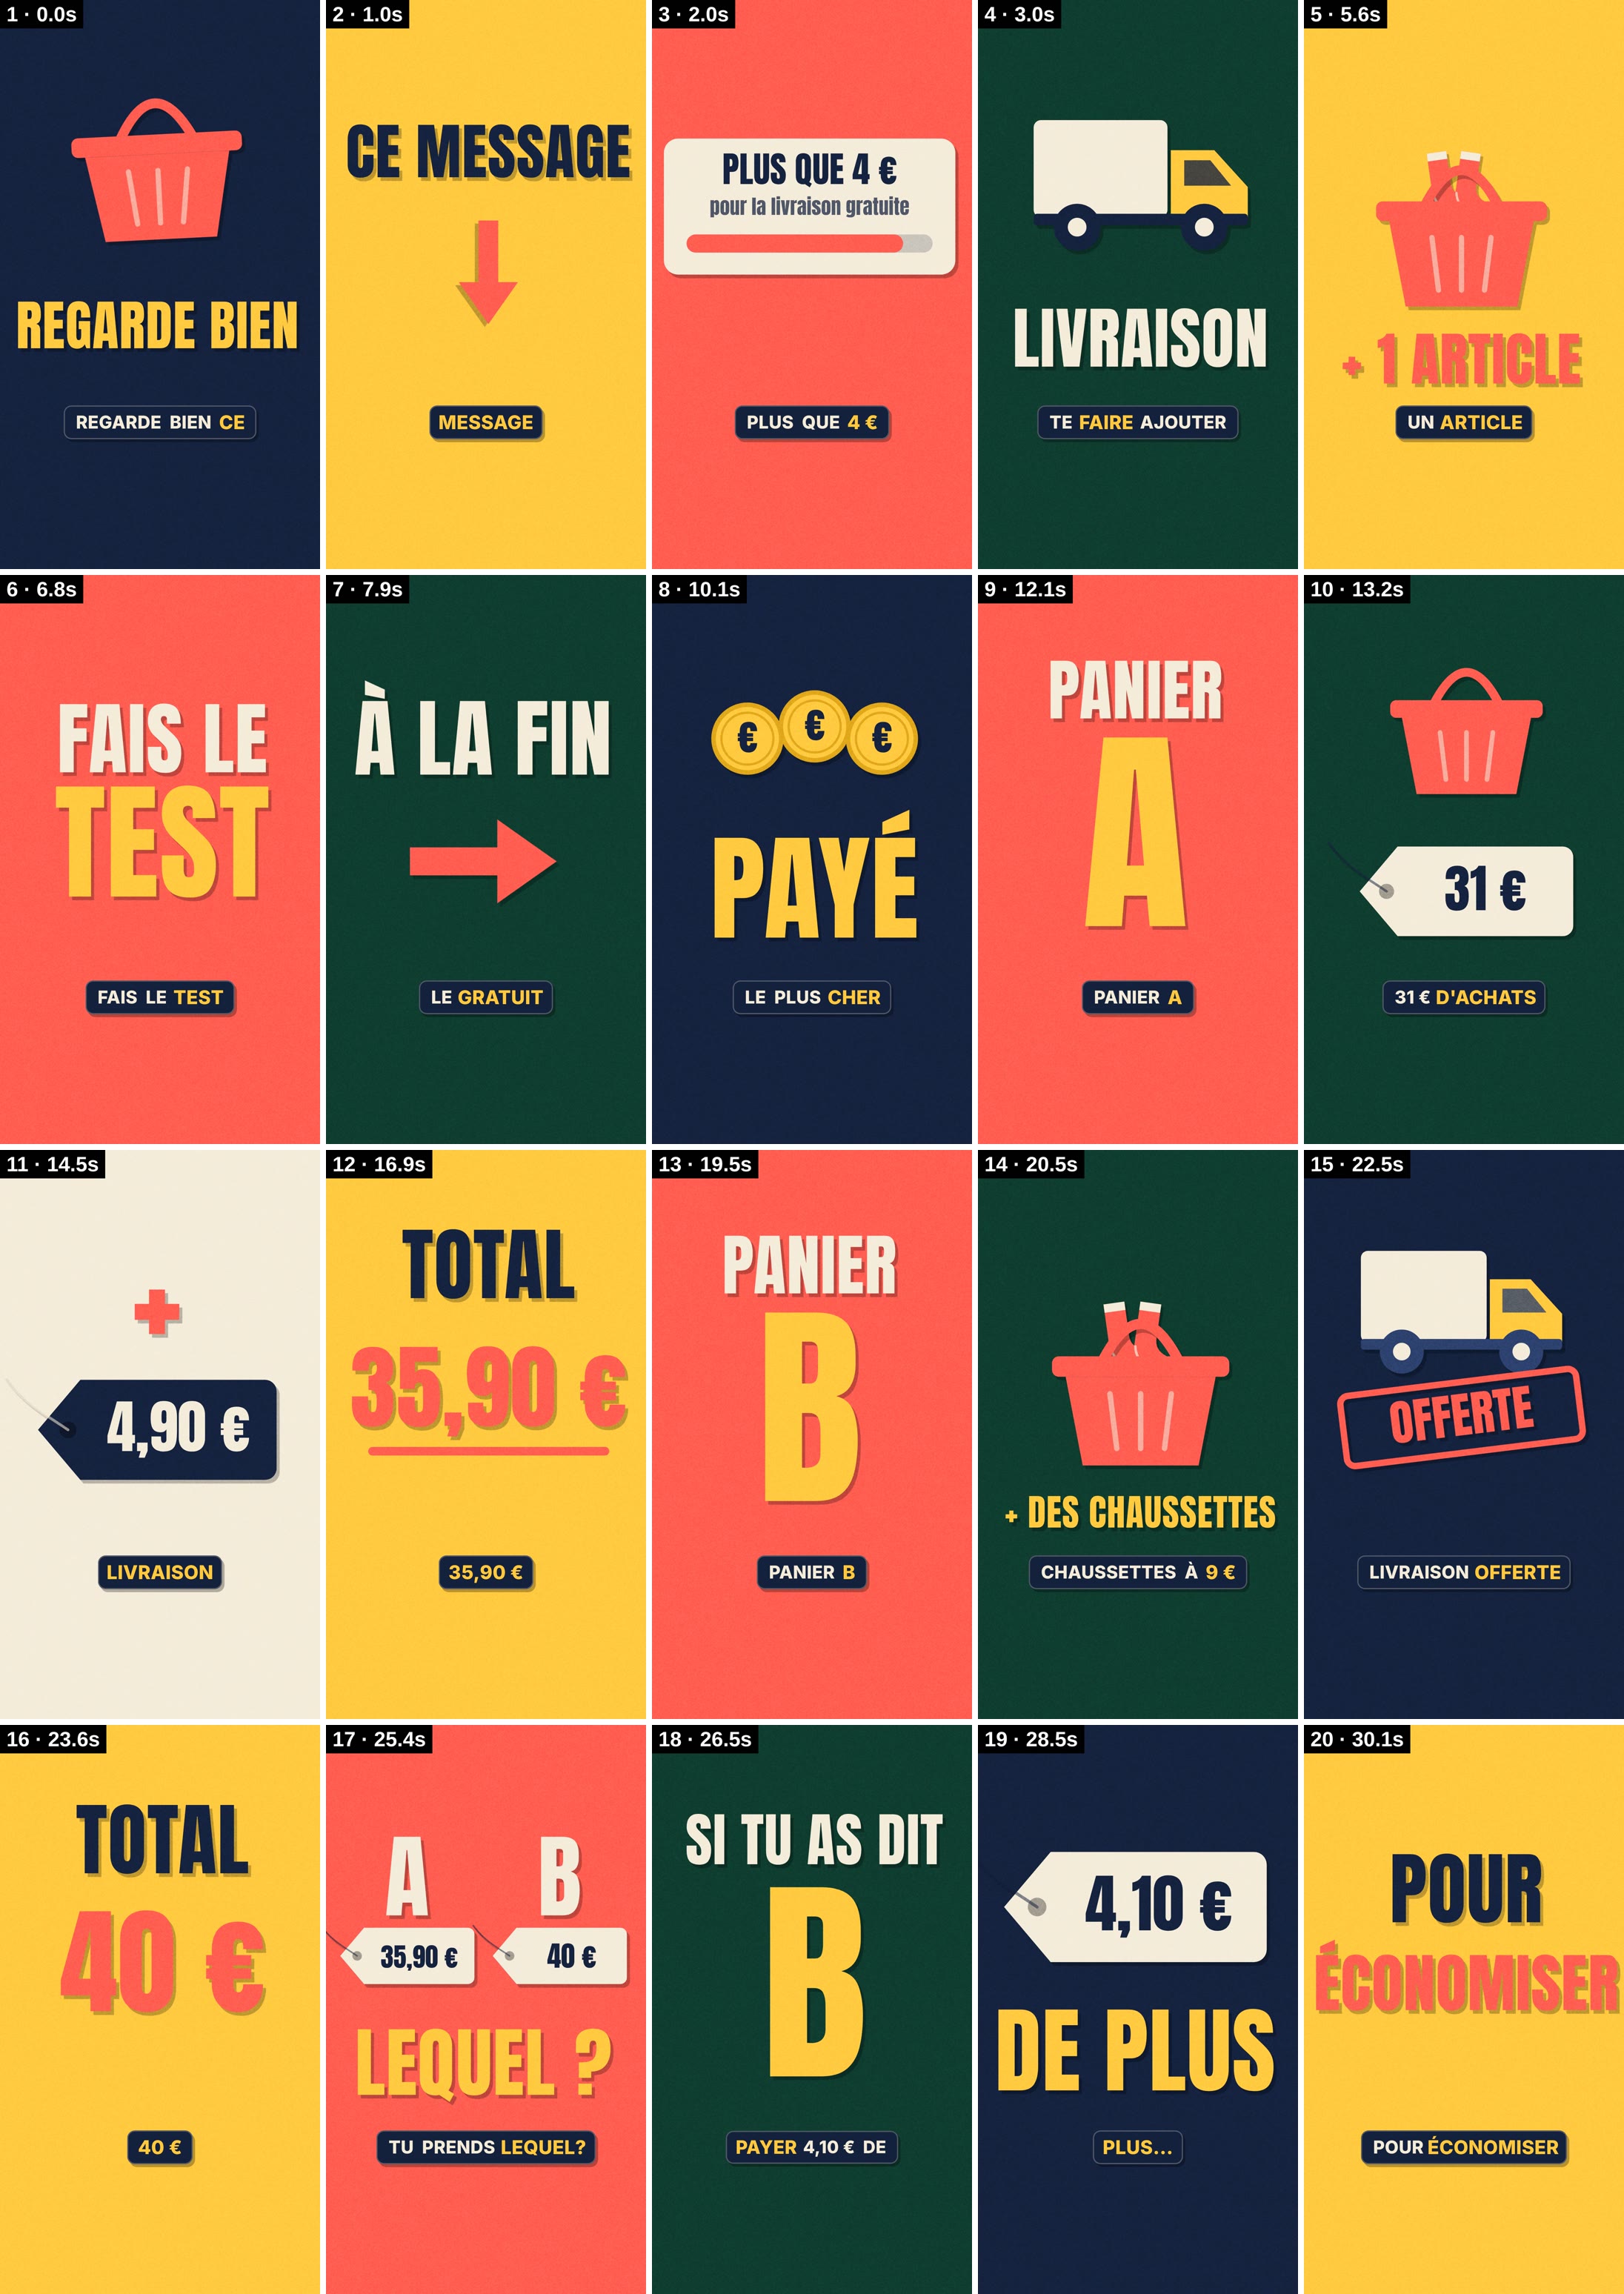 1 · 0.0s
REGARDE BIEN
REGARDE BIEN CE
2 · 1.0s
CE MESSAGE
MESSAGE
3 · 2.0s
PLUS QUE 4 €
pour la livraison gratuite
PLUS QUE 4 €
4 · 3.0s
LIVRAISON
TE FAIRE AJOUTER
5 · 5.6s
+ 1 ARTICLE
UN ARTICLE
6 · 6.8s
FAIS LE
TEST
FAIS LE TEST
7 · 7.9s
À LA FIN
LE GRATUIT
8 · 10.1s
€ € €
PAYÉ
LE PLUS CHER
9 · 12.1s
PANIER
A
PANIER A
10 · 13.2s
31 €
31 € D'ACHATS
11 · 14.5s
+
4,90 €
LIVRAISON
12 · 16.9s
TOTAL
35,90 €
35,90 €
13 · 19.5s
PANIER
B
PANIER B
14 · 20.5s
+ DES CHAUSSETTES
CHAUSSETTES À 9 €
15 · 22.5s
OFFERTE
LIVRAISON OFFERTE
16 · 23.6s
TOTAL
40 €
40 €
17 · 25.4s
A B
35,90 € 40 €
LEQUEL ?
TU PRENDS LEQUEL?
18 · 26.5s
SI TU AS DIT
B
PAYER 4,10 € DE
19 · 28.5s
4,10 €
DE PLUS
PLUS...
20 · 30.1s
POUR
ÉCONOMISER
POUR ÉCONOMISER